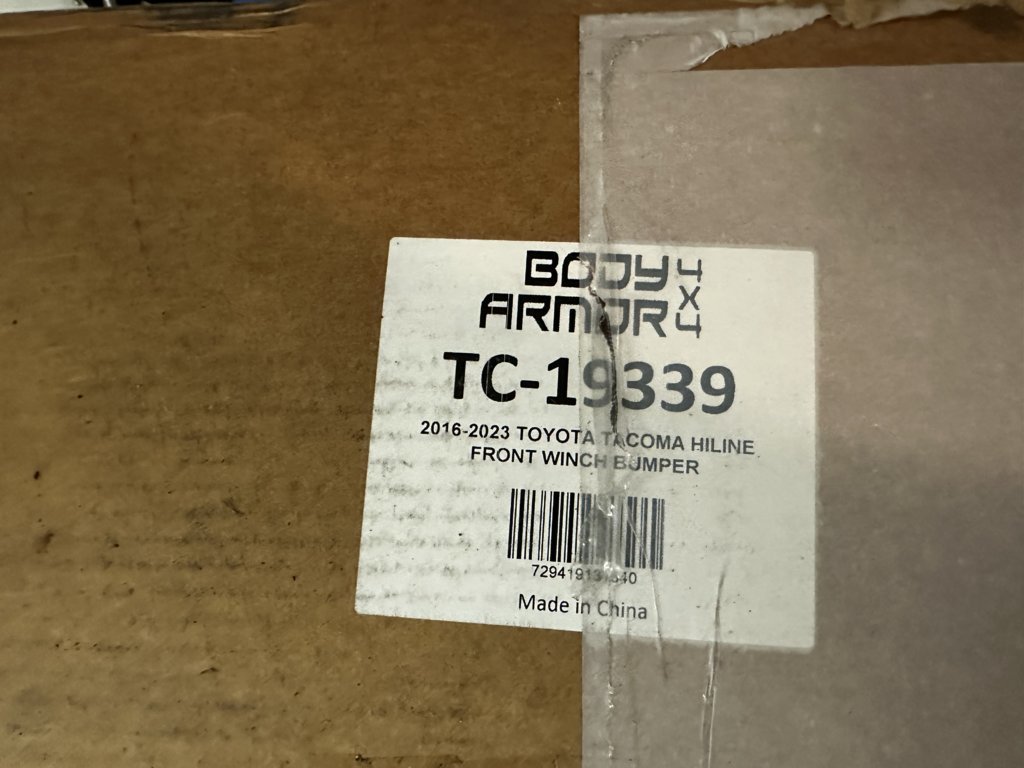 BODY 4X4
ARMOR
TC-19339
2016-2023 TOYOTA TACOMA HILINE
FRONT WINCH BUMPER
Made in China